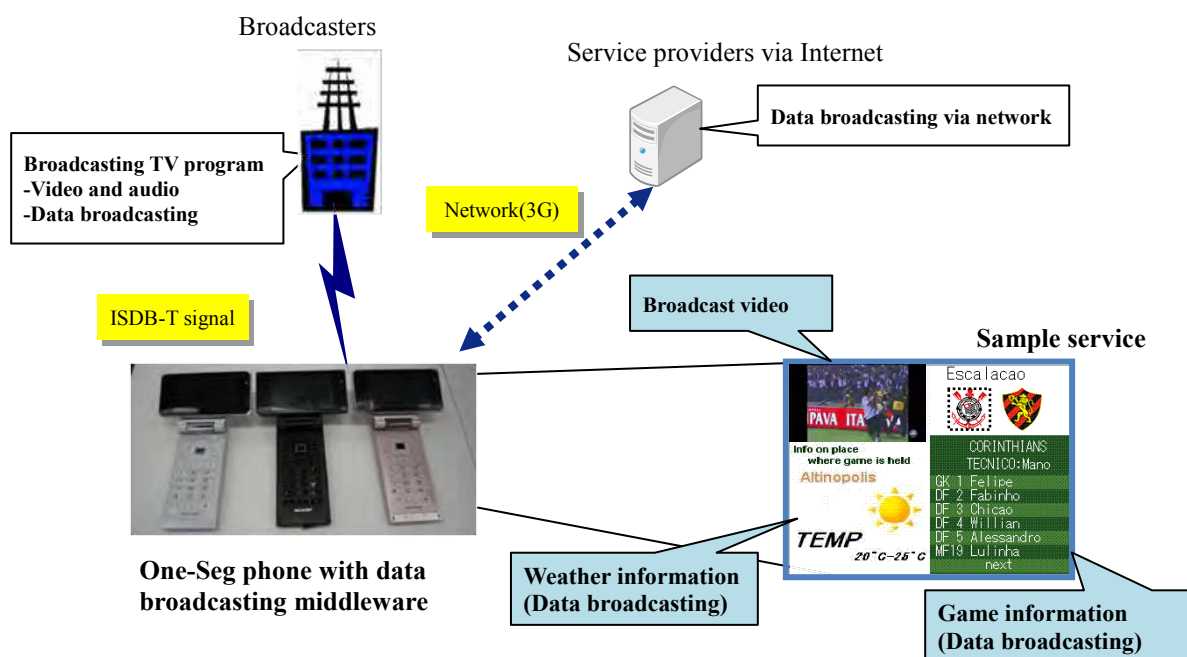 Broadcasters
Service providers via Internet
Data broadcasting via network
Broadcasting TV program
-Video and audio
-Data broadcasting
Network(3G)
ISDB-T signal
Broadcast video
Sample service
PAVA ITA
Escalacao
Info on place
where game is held
Altinopolis
TEMP
20°C-25°C
CORINTHIANS
TECNICO:Mano
GK 1 Felipe
DF 2 Fabinho
DF 3 Chicao
DF 4 Willian
DF 5 Alessandro
MF19 Lulinha
next
One-Seg phone with data
broadcasting middleware
Weather information
(Data broadcasting)
Game information
(Data broadcasting)